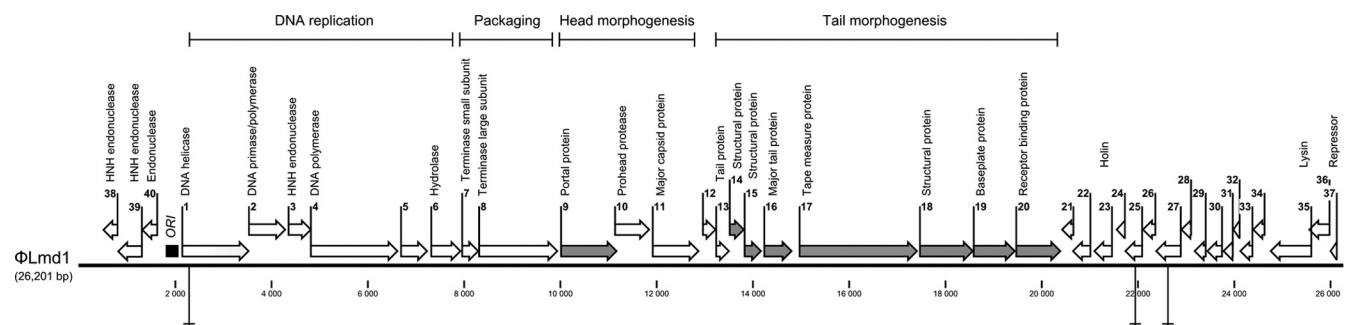 DNA replication Packaging Head morphogenesis Tail morphogenesis
HNH endonuclease
HNH endonuclease
Endonuclease
ORI
DNA helicase
DNA primase/polymerase
HNH endonuclease
DNA polymerase
Hydrolase
Terminase small subunit
Terminase large subunit
Portal protein
Prohead protease
Major capsid protein
Tail protein
Structural protein
Structural protein
Major tail protein
Tape measure protein
Structural protein
Baseplate protein
Receptor binding protein
Holin
Lysin
Repressor
38 39 40 1 2 3 4 5 6 7 8 9 10 11 12 13 14 15 16 17 18 19 20 21 22 23 24 25 26 27 28 29 30 31 32 33 34 35 36 37
ΦLmd1
(26,201 bp)
2 000 4 000 6 000 8 000 10 000 12 000 14 000 16 000 18 000 20 000 22 000 24 000 26 000